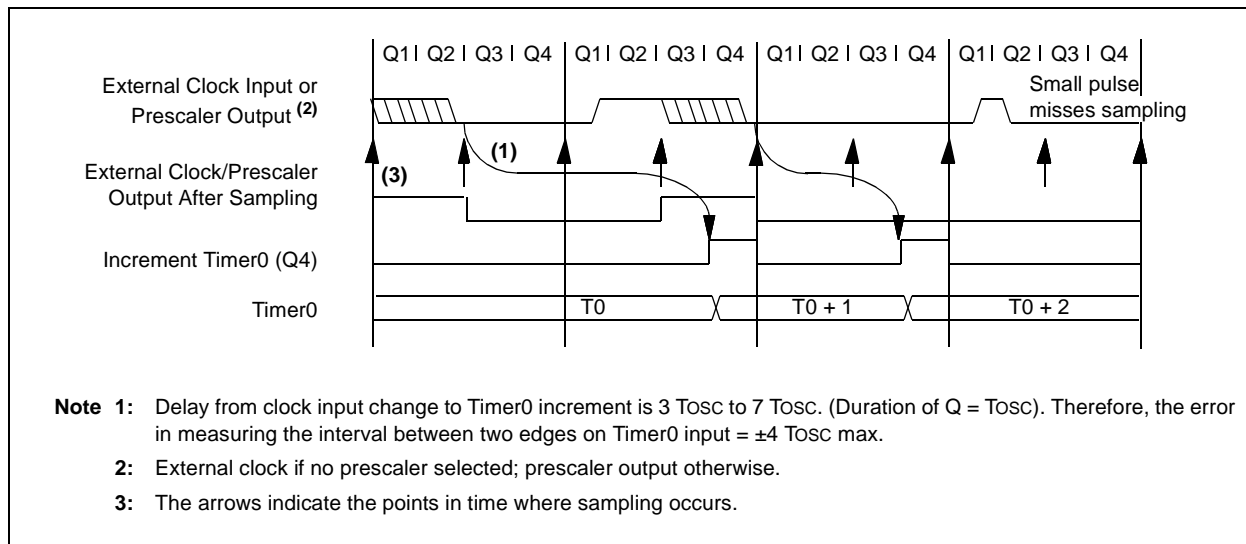 Q1 | Q2 | Q3 | Q4 Q1 | Q2 | Q3 | Q4 Q1 | Q2 | Q3 | Q4 Q1 | Q2 | Q3 | Q4
External Clock Input or
Prescaler Output (2)
Small pulse
misses sampling
(1)
External Clock/Prescaler
Output After Sampling
(3)
Increment Timer0 (Q4)
Timer0
T0 T0 + 1 T0 + 2
Note 1: Delay from clock input change to Timer0 increment is 3 TOSC to 7 TOSC. (Duration of Q = TOSC). Therefore, the error
in measuring the interval between two edges on Timer0 input = ±4 TOSC max.
2: External clock if no prescaler selected; prescaler output otherwise.
3: The arrows indicate the points in time where sampling occurs.